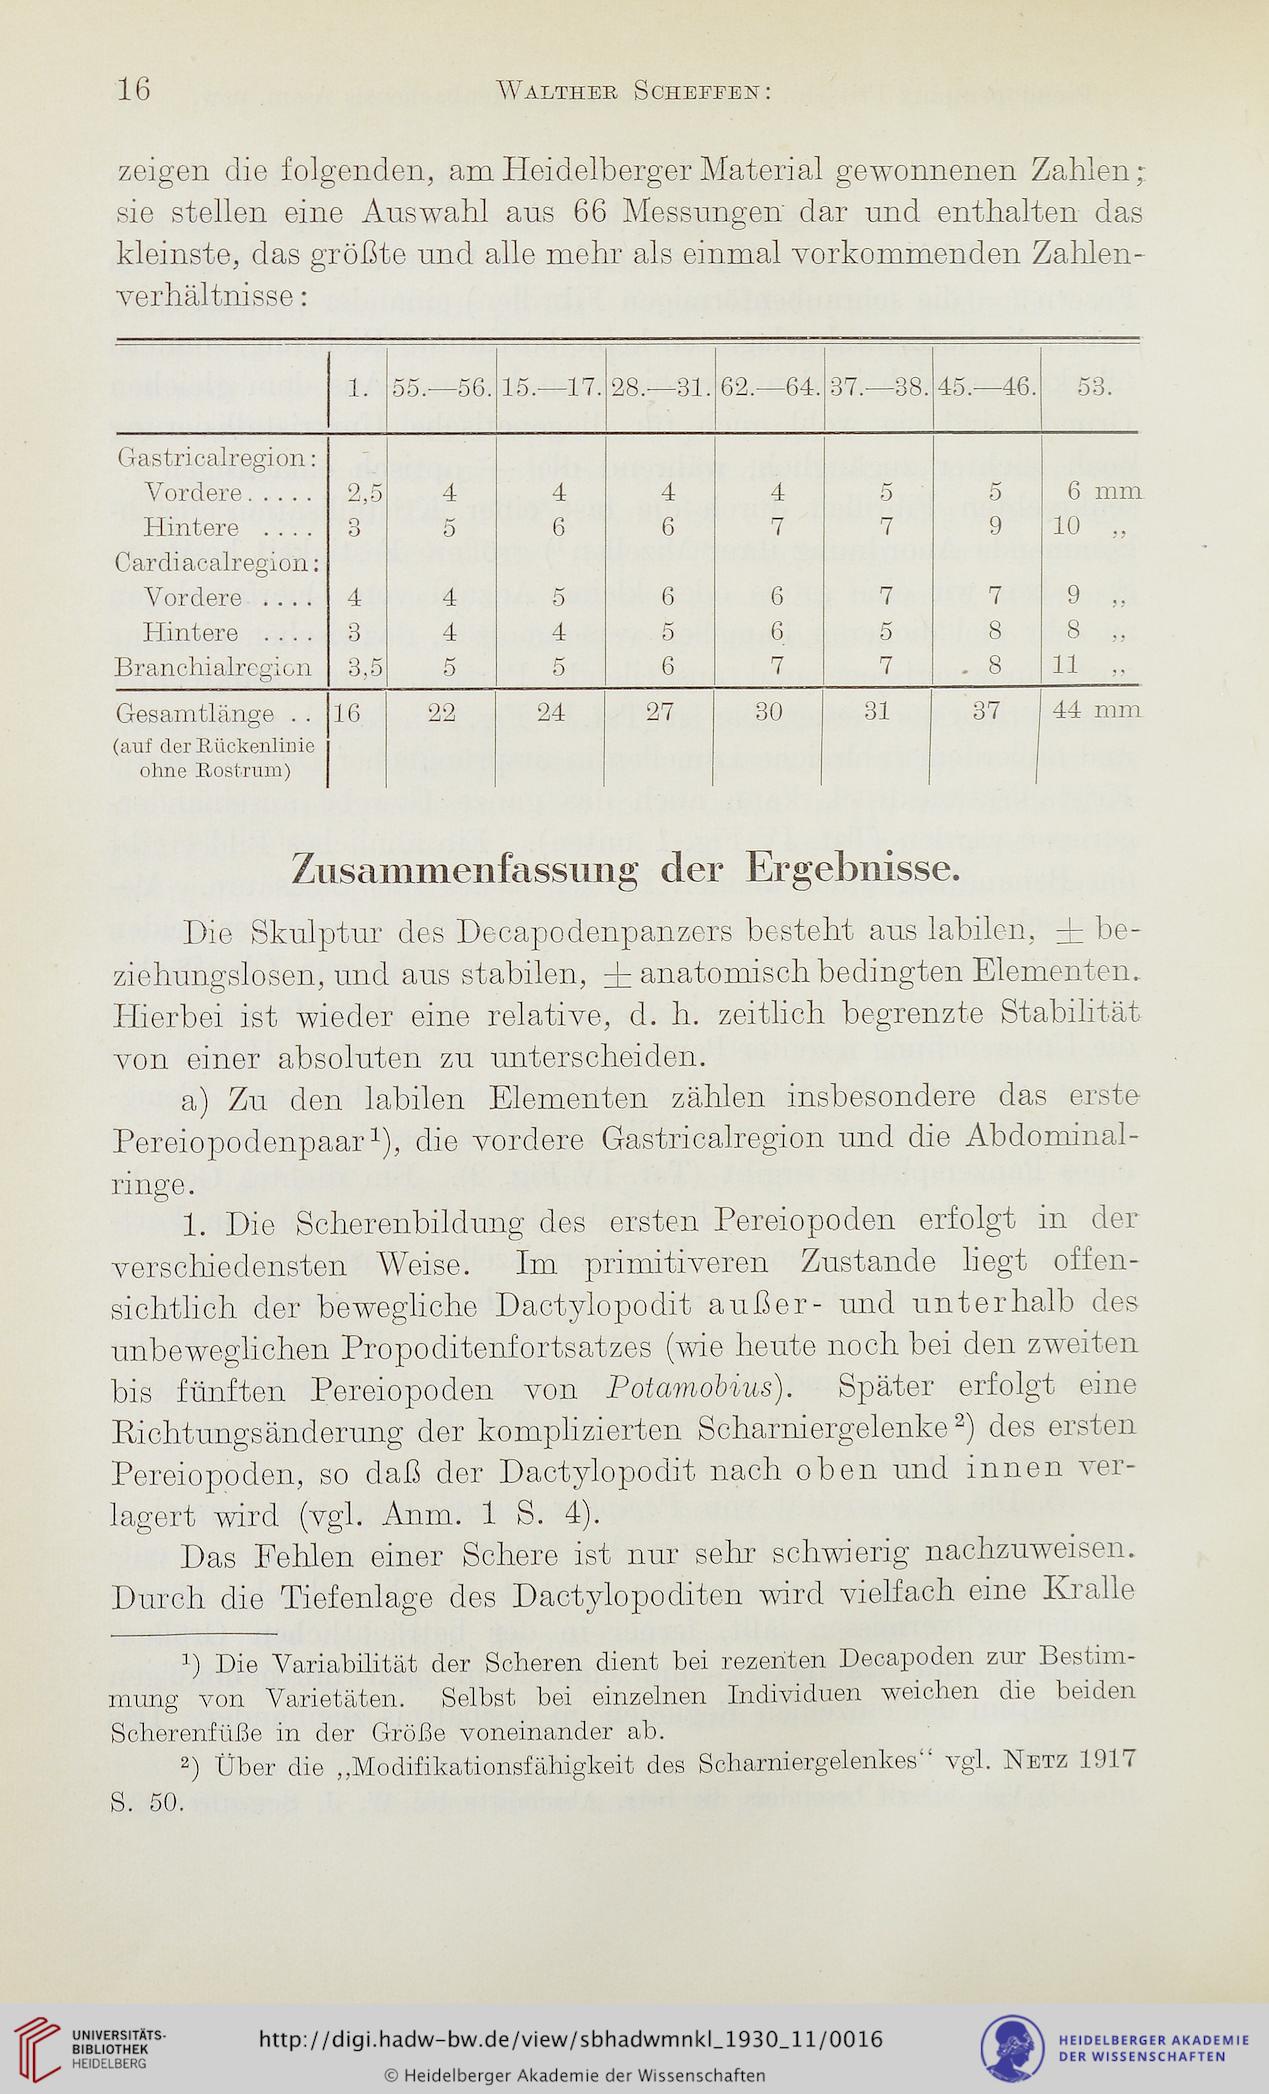 16
WALTHER SCHEFFEN:
zeigen die folgenden, am Heidelberger Material gewonnenen Zahlen;
sie stellen eine Auswahl aus 66 Messungen dar und enthalten das
kleinste, das größte und alle mehr als einmal vorkommenden Zahlen-
verhältnisse:
1. 55.—56. 15.—17. 28.—31. 62.—64. 37.—38. 45.—46. 53.
Gastricalregion:
Vordere..... 2,5 4 4 4 4 5 5 6 mm
Hintere .... 3 5 6 6 7 7 9 10 ,,
Cardiacalregion:
Vordere .... 4 4 5 6 6 7 7 9 ,,
Hintere .... 3 4 4 5 6 5 8 8 ,,
Branchialregion 3,5 5 5 6 7 7 8 11 ,,
Gesamtlänge .. 16 22 24 27 30 31 37 44 mm
(auf der Rückenlinie
ohne Rostrum)
Zusammenfassung der Ergebnisse.
Die Skulptur des Decapodenpanzers besteht aus labilen, ± be-
ziehungslosen, und aus stabilen, ± anatomisch bedingten Elementen.
Hierbei ist wieder eine relative, d. h. zeitlich begrenzte Stabilität
von einer absoluten zu unterscheiden.
a) Zu den labilen Elementen zählen insbesondere das erste
Pereiopodenpaar¹), die vordere Gastricalregion und die Abdominal-
ringe.
1. Die Scherenbildung des ersten Pereiopoden erfolgt in der
verschiedensten Weise. Im primitiveren Zustande liegt offen-
sichtlich der bewegliche Dactylopodit außer- und unterhalb des
unbeweglichen Propoditenfortsatzes (wie heute noch bei den zweiten
bis fünften Pereiopoden von Potamobius). Später erfolgt eine
Richtungsänderung der komplizierten Scharniergelenke²) des ersten
Pereiopoden, so daß der Dactylopodit nach oben und innen ver-
lagert wird (vgl. Anm. 1 S. 4).
Das Fehlen einer Schere ist nur sehr schwierig nachzuweisen.
Durch die Tiefenlage des Dactylopoditen wird vielfach eine Kralle
¹) Die Variabilität der Scheren dient bei rezenten Decapoden zur Bestim-
mung von Varietäten. Selbst bei einzelnen Individuen weichen die beiden
Scherenfüße in der Größe voneinander ab.
²) Über die ,,Modifikationsfähigkeit des Scharniergelenkes“ vgl. NETZ 1917
S. 50.
UNIVERSITÄTS-
BIBLIOTHEK
HEIDELBERG
http://digi.hadw-bw.de/view/sbhadwmnkl_1930_11/0016
© Heidelberger Akademie der Wissenschaften
HEIDELBERGER AKADEMIE
DER WISSENSCHAFTEN